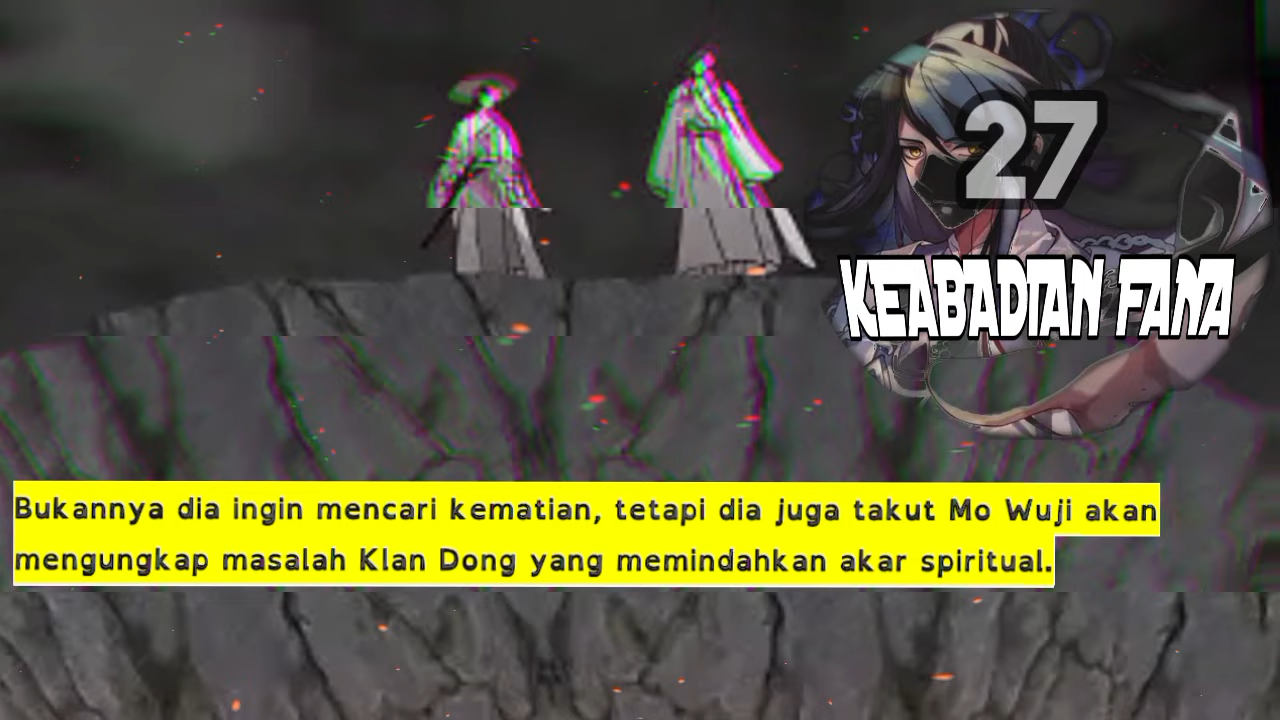 27
KEABADIAN FANA
Bukannya dia ingin mencari kematian, tetapi dia juga takut Mo Wuji akan
mengungkap masalah Klan Dong yang memindahkan akar spiritual.